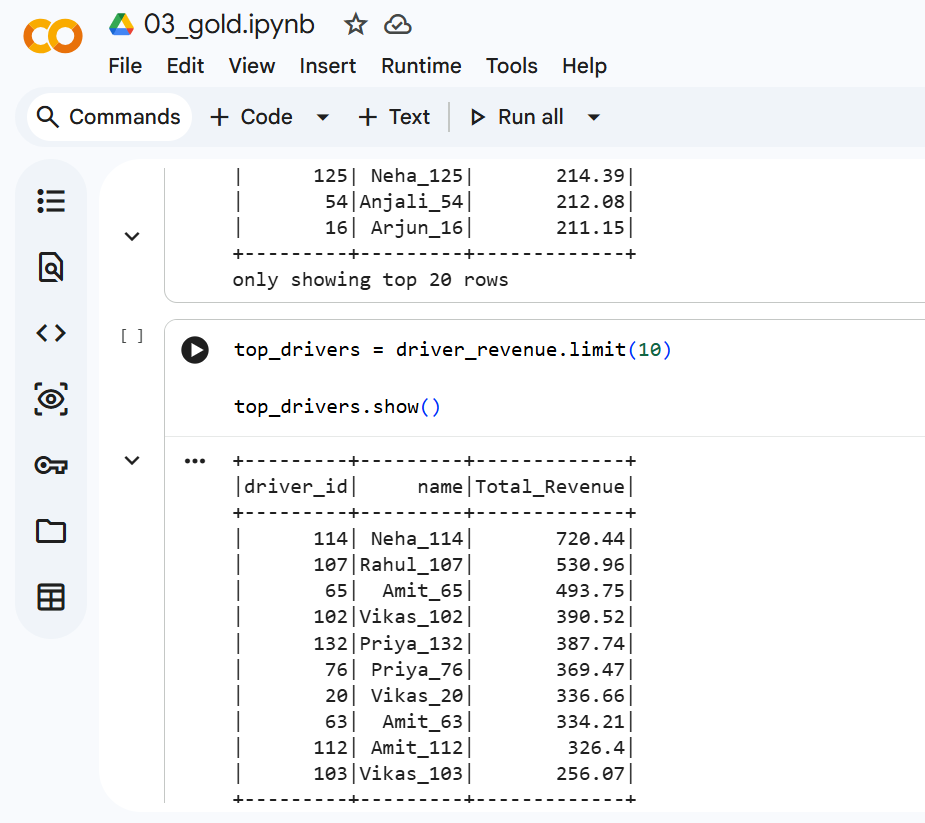 03_gold.ipynb
File Edit View Insert Runtime Tools Help
Commands + Code + Text Run all
| 125| Neha_125| 214.39|
| 54|Anjali_54| 212.08|
| 16| Arjun_16| 211.15|
+---------+---------+-------------+
only showing top 20 rows
[ ]
top_drivers = driver_revenue.limit(10)
top_drivers.show()
+---------+---------+-------------+
|driver_id| name|Total_Revenue|
+---------+---------+-------------+
| 114| Neha_114| 720.44|
| 107|Rahul_107| 530.96|
| 65| Amit_65| 493.75|
| 102|Vikas_102| 390.52|
| 132|Priya_132| 387.74|
| 76| Priya_76| 369.47|
| 20| Vikas_20| 336.66|
| 63| Amit_63| 334.21|
| 112| Amit_112| 326.4|
| 103|Vikas_103| 256.07|
+---------+---------+-------------+